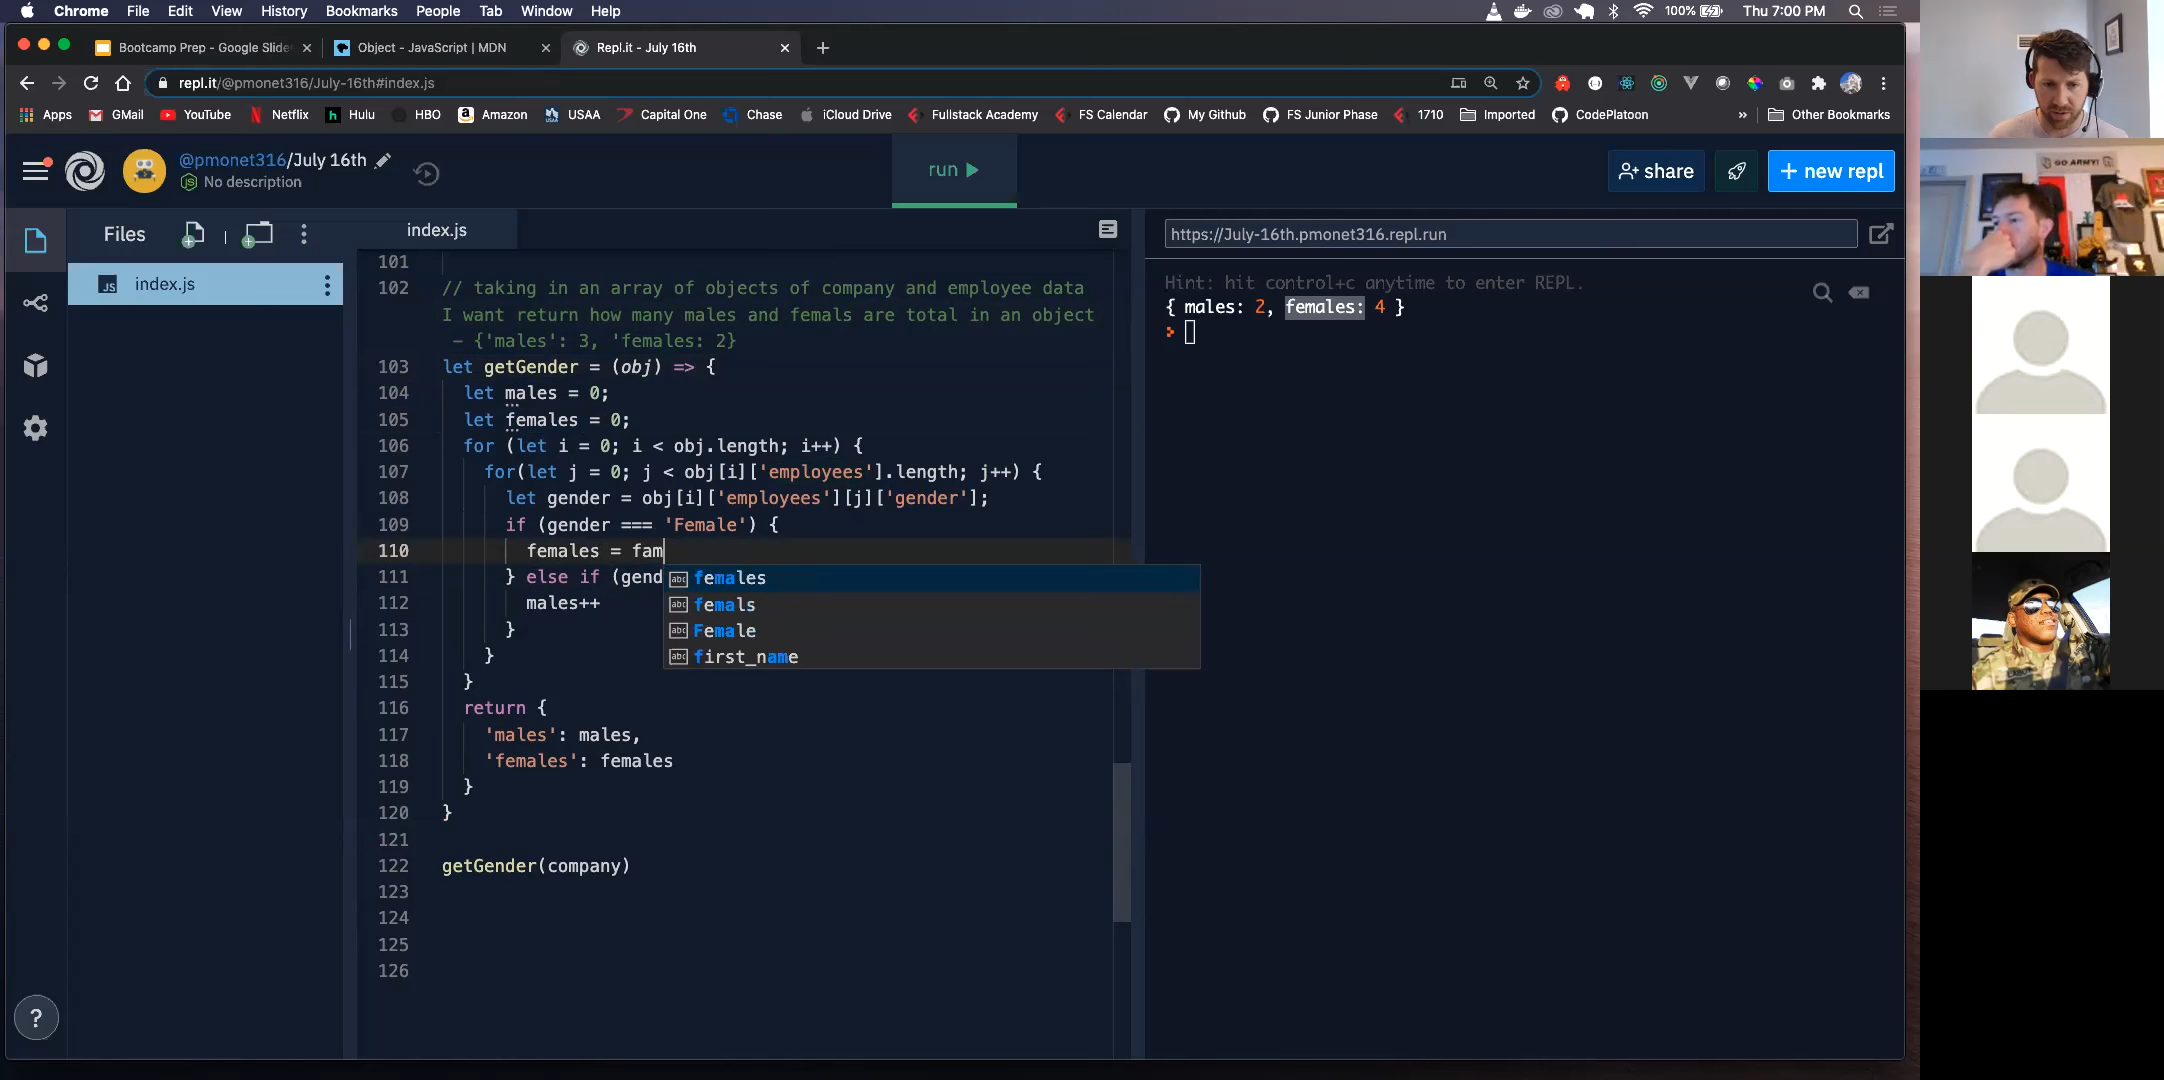 Chrome File Edit View History Bookmarks People Tab Window Help 100% Thu 7:00 PM
Bootcamp Prep - Google Slide
Object - JavaScript | MDN
Repl.it - July 16th
repl.it/@pmonet316/July-16th#index.js
Apps GMail YouTube Netflix Hulu HBO Amazon USAA Capital One Chase iCloud Drive Fullstack Academy FS Calendar My Github FS Junior Phase 1710 Imported CodePlatoon » Other Bookmarks
@pmonet316/July 16th
No description
run
share
+ new repl
Files
index.js
JS index.js
https://July-16th.pmonet316.repl.run
Hint: hit control+c anytime to enter REPL.
{ males: 2, females: 4 }
101
102 // taking in an array of objects of company and employee data
I want return how many males and femals are total in an object
- {'males': 3, 'females: 2}
103 let getGender = (obj) => {
104 let males = 0;
105 let females = 0;
106 for (let i = 0; i < obj.length; i++) {
107 for(let j = 0; j < obj[i]['employees'].length; j++) {
108 let gender = obj[i]['employees'][j]['gender'];
109 if (gender === 'Female') {
110 females = fam
111 } else if (gend
112 males++
113 }
114 }
115 }
116 return {
117 'males': males,
118 'females': females
119 }
120 }
121
122 getGender(company)
123
124
125
126
abc females
abc femals
abc Female
abc first_name
?
GO ARMY!